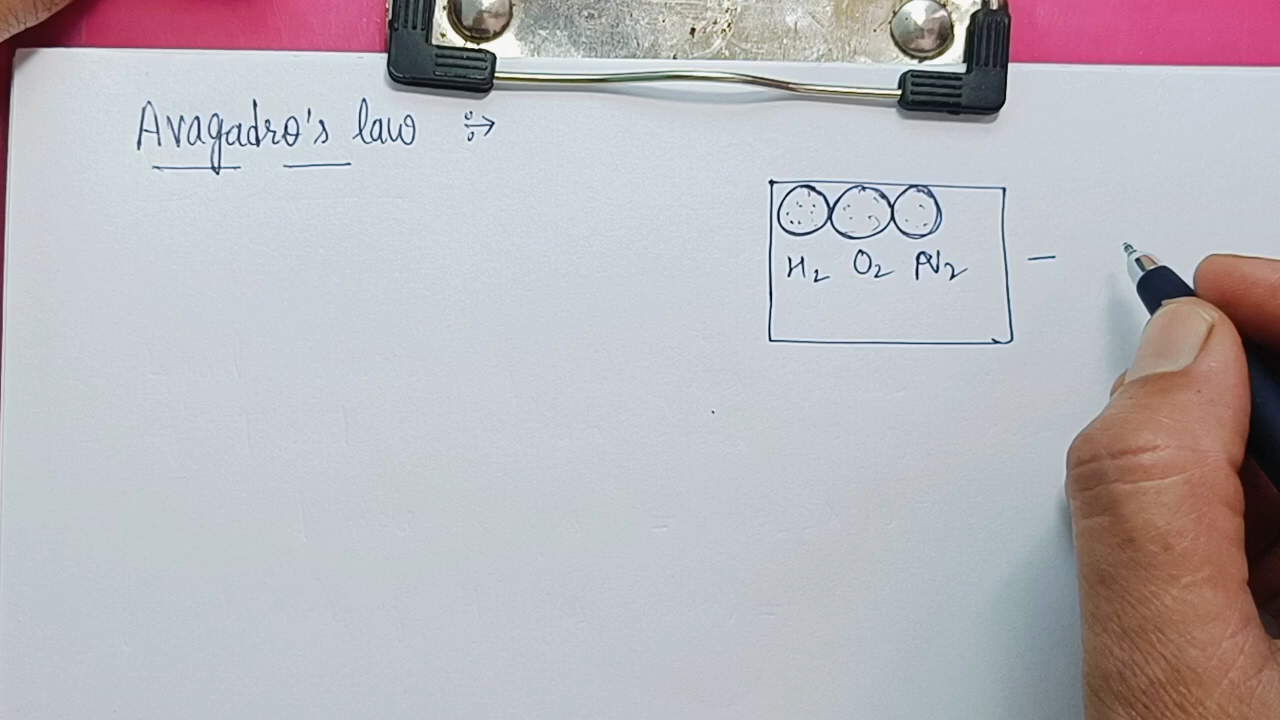 Avagadro's law ⇒
H₂ O₂ N₂ –